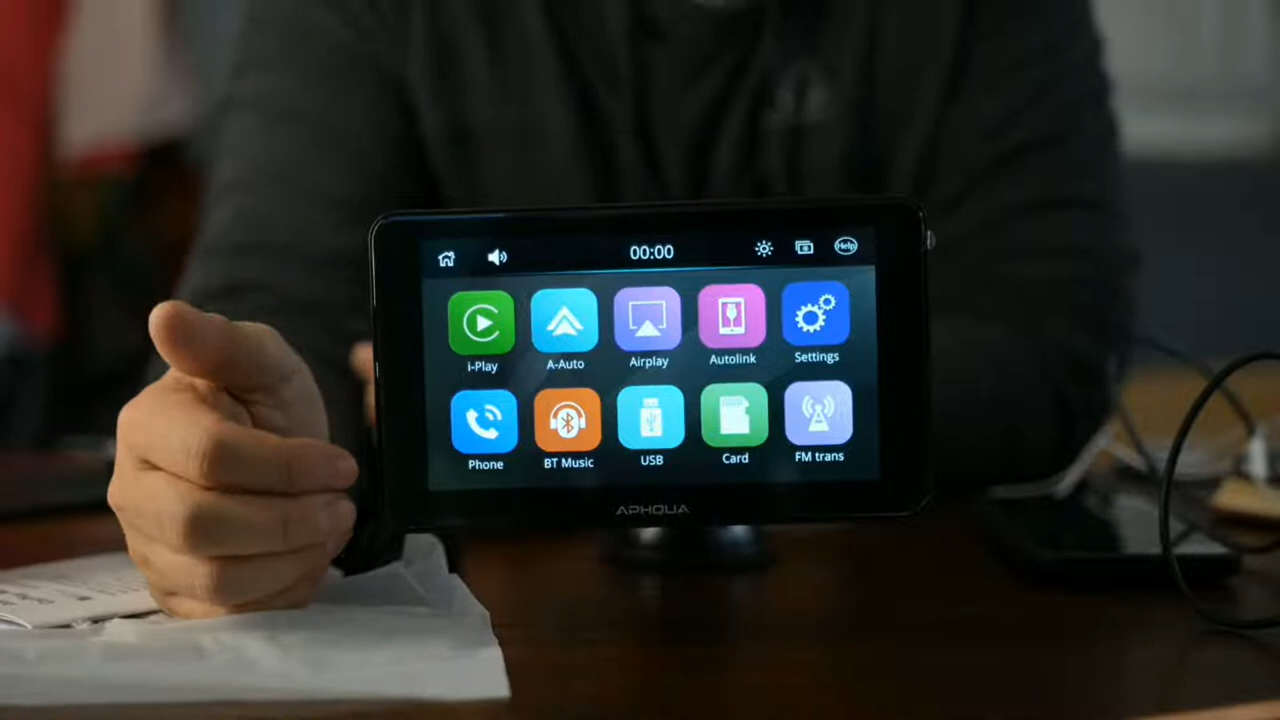 00:00
Help
i-Play
A-Auto
Airplay
Autolink
Settings
Phone
BT Music
USB
Card
FM trans
APHQUA